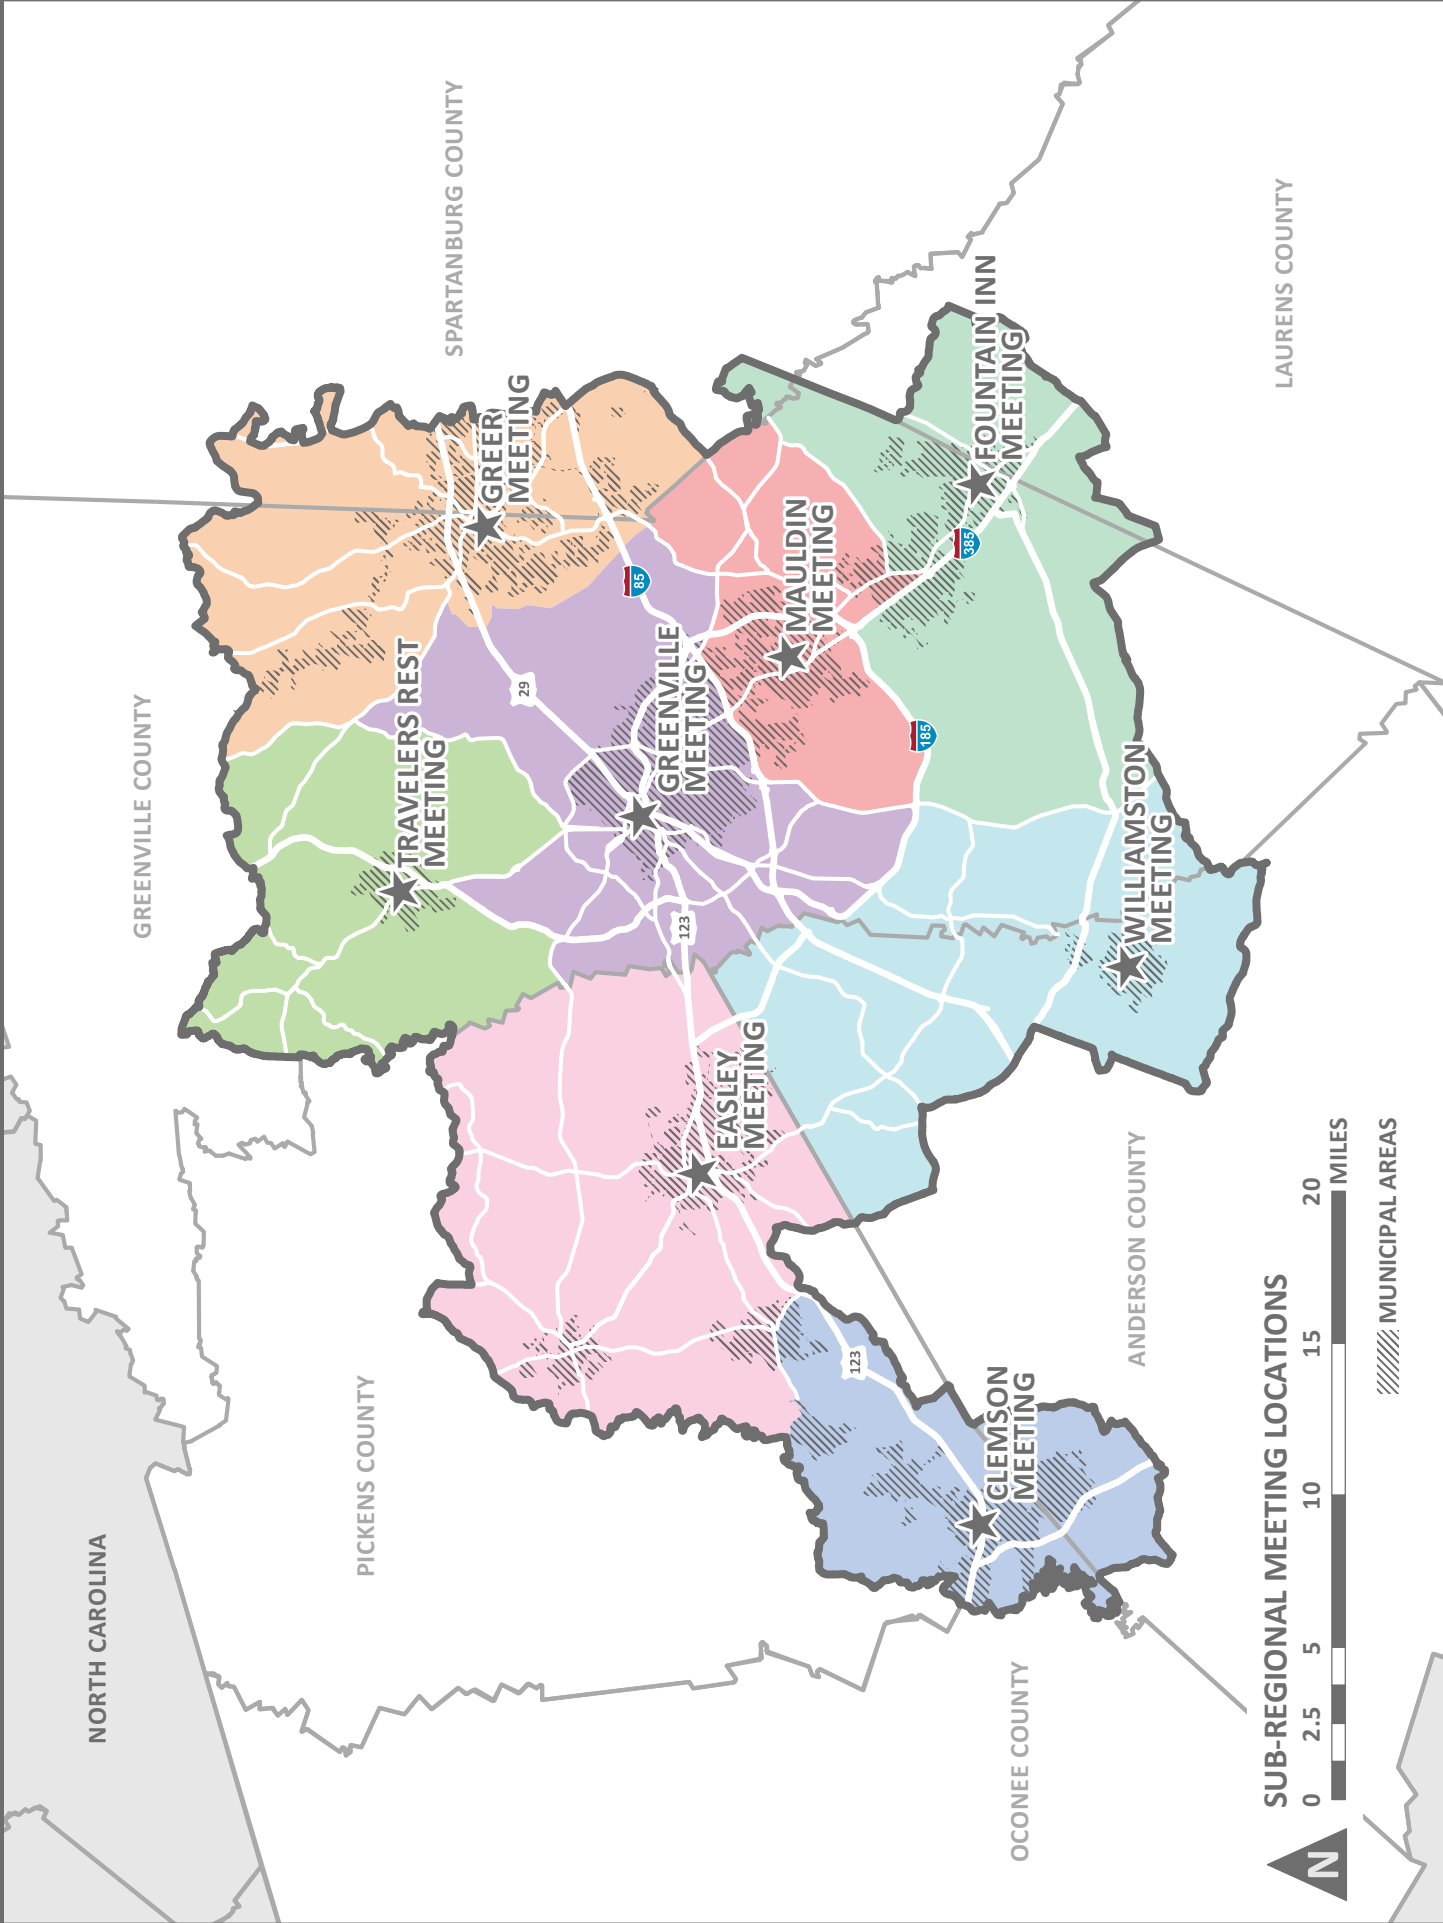 NORTH CAROLINA
GREENVILLE COUNTY
PICKENS COUNTY
SPARTANBURG COUNTY
TRAVELERS REST
MEETING
GREER
MEETING
29
85
GREENVILLE
MEETING
123
EASLEY
MEETING
MAULDIN
MEETING
123
185
385
CLEMSON
MEETING
FOUNTAIN INN
MEETING
WILLIAMSTON
MEETING
OCONEE COUNTY
ANDERSON COUNTY
LAURENS COUNTY
SUB-REGIONAL MEETING LOCATIONS
0 2.5 5 10 15 20
MILES
N
MUNICIPAL AREAS